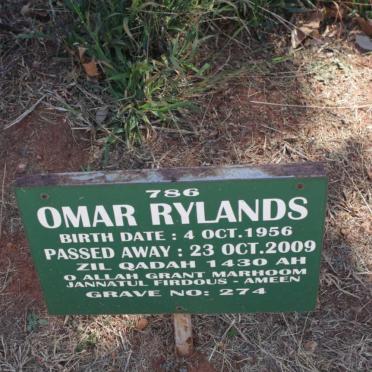 786
OMAR RYLANDS
BIRTH DATE : 4 OCT.1956
PASSED AWAY : 23 OCT.2009
ZIL QADAH 1430 AH
O ALLAH GRANT MARHOOM
JANNATUL FIRDOUS - AMEEN
GRAVE NO: 274